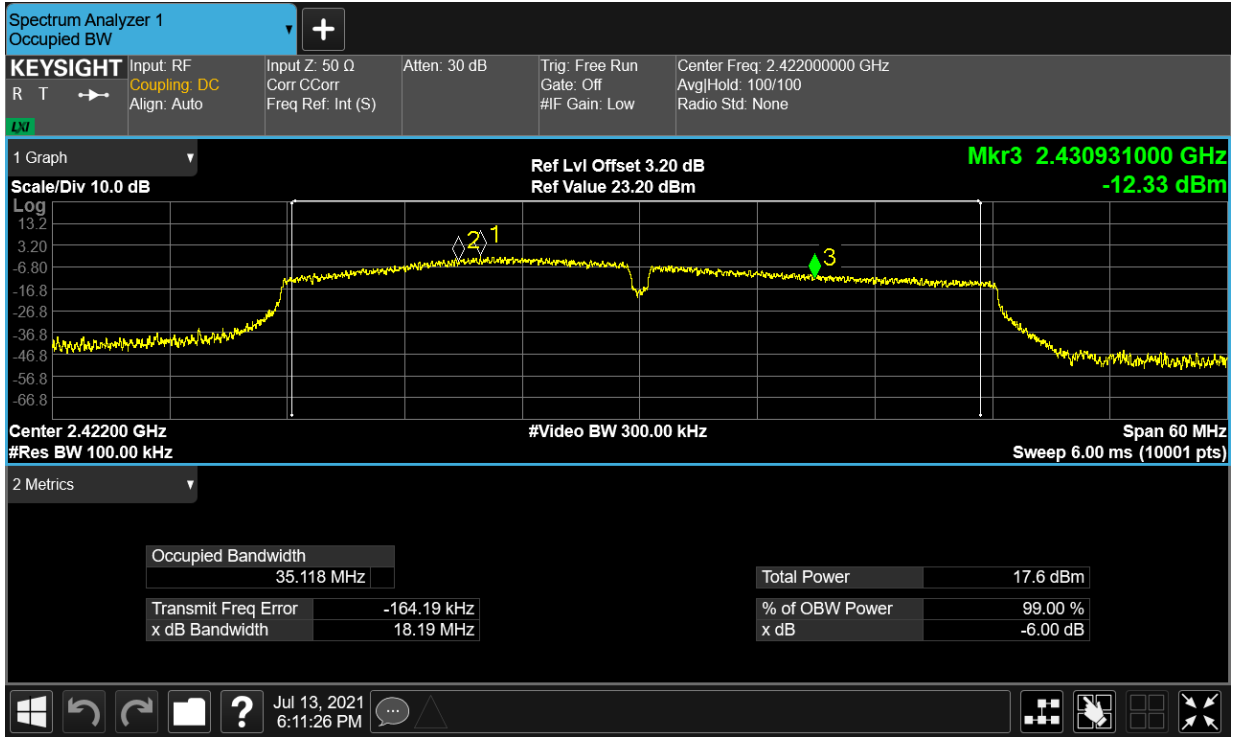 Spectrum Analyzer 1
Occupied BW
KEYSIGHT
R T
LXI
Input: RF
Coupling: DC
Align: Auto
Input Z: 50 Ω
Corr CCorr
Freq Ref: Int (S)
Atten: 30 dB
Trig: Free Run
Gate: Off
#IF Gain: Low
Center Freq: 2.422000000 GHz
Avg|Hold: 100/100
Radio Std: None
1 Graph
Scale/Div 10.0 dB
Ref Lvl Offset 3.20 dB
Ref Value 23.20 dBm
Mkr3 2.430931000 GHz
-12.33 dBm
Log
13.2
3.20
-6.80
-16.8
-26.8
-36.8
-46.8
-56.8
-66.8
2 1
3
Center 2.42200 GHz
#Res BW 100.00 kHz
#Video BW 300.00 kHz
Span 60 MHz
Sweep 6.00 ms (10001 pts)
2 Metrics
Occupied Bandwidth
35.118 MHz
Transmit Freq Error -164.19 kHz
x dB Bandwidth 18.19 MHz
Total Power 17.6 dBm
% of OBW Power 99.00 %
x dB -6.00 dB
?
Jul 13, 2021
6:11:26 PM